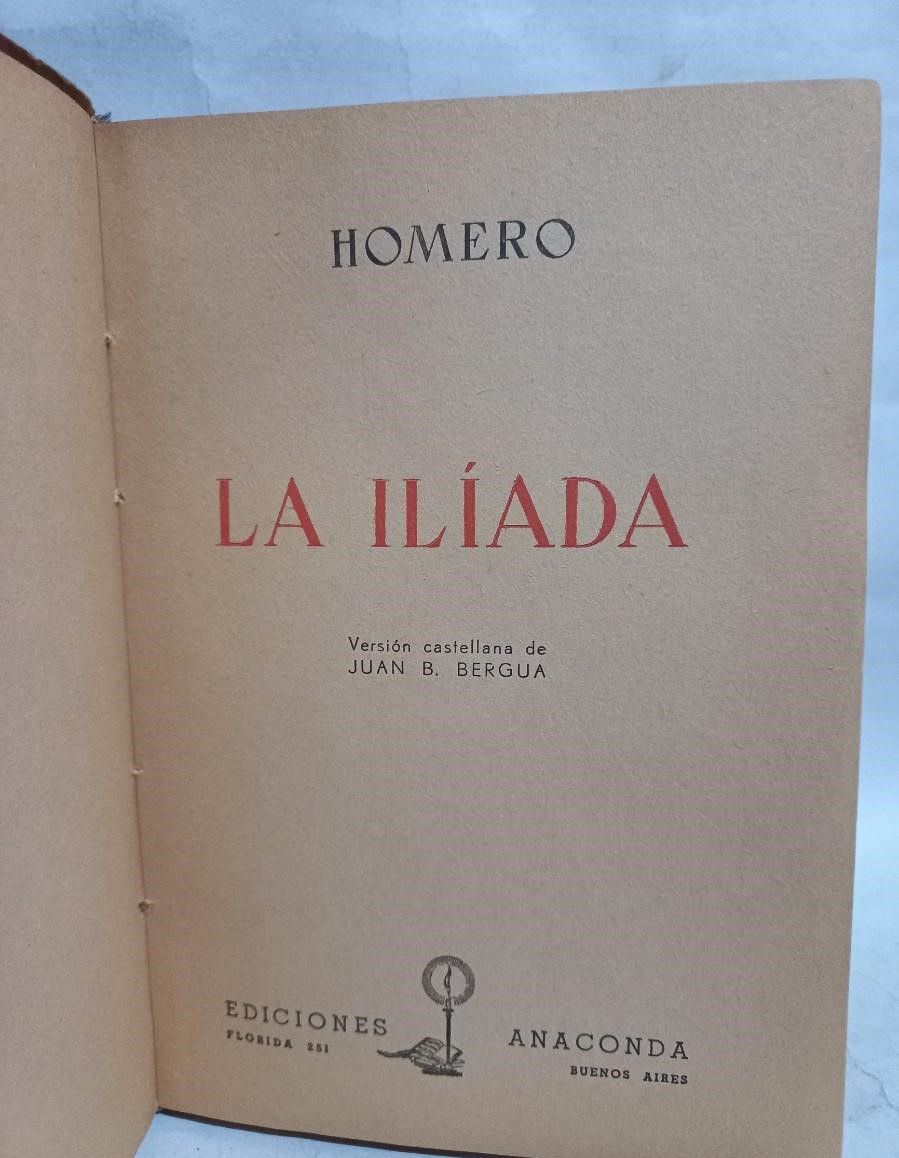 HOMERO
LA ILÍADA
Versión castellana de
JUAN B. BERGUA
EDICIONES
FLORIDA 251
ANACONDA
BUENOS AIRES